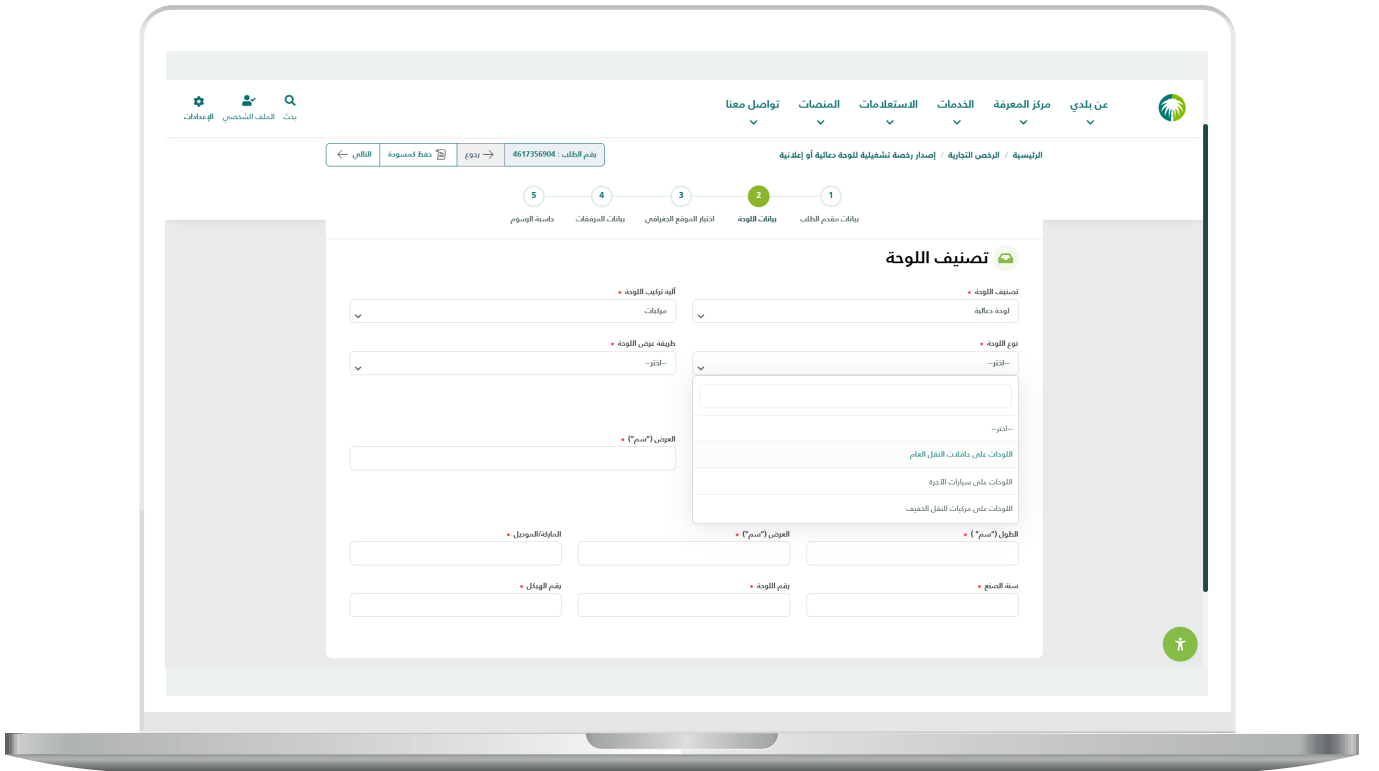 عن بلدي
مركز المعرفة
الخدمات
الاستعلامات
المنصات
تواصل معنا
بحث
الملف الشخصي
الإعدادات
الرئيسية / الرخص التجارية / إصدار رخصة تشغيلية للوحة دعائية أو إعلانية
رقم الطلب : 4617356904
رجوع
حفظ كمسودة
التالي
1
2
3
4
5
بيانات مقدم الطلب
بيانات اللوحة
اختيار الموقع الجغرافي
بيانات المرفقات
حاسبة الرسوم
تصنيف اللوحة
تصنيف اللوحة *
آلية تركيب اللوحة *
لوحة دعائية
مركبات
نوع اللوحة *
طريقة عرض اللوحة *
--اختر--
--اختر--
--اختر--
اللوحات على حافلات النقل العام
اللوحات على سيارات الأجرة
اللوحات على مركبات النقل الخفيف
العرض ("سم") *
الطول ("سم" ) *
العرض ("سم") *
الماركة/الموديل *
سنة الصنع *
رقم اللوحة *
رقم الهيكل *